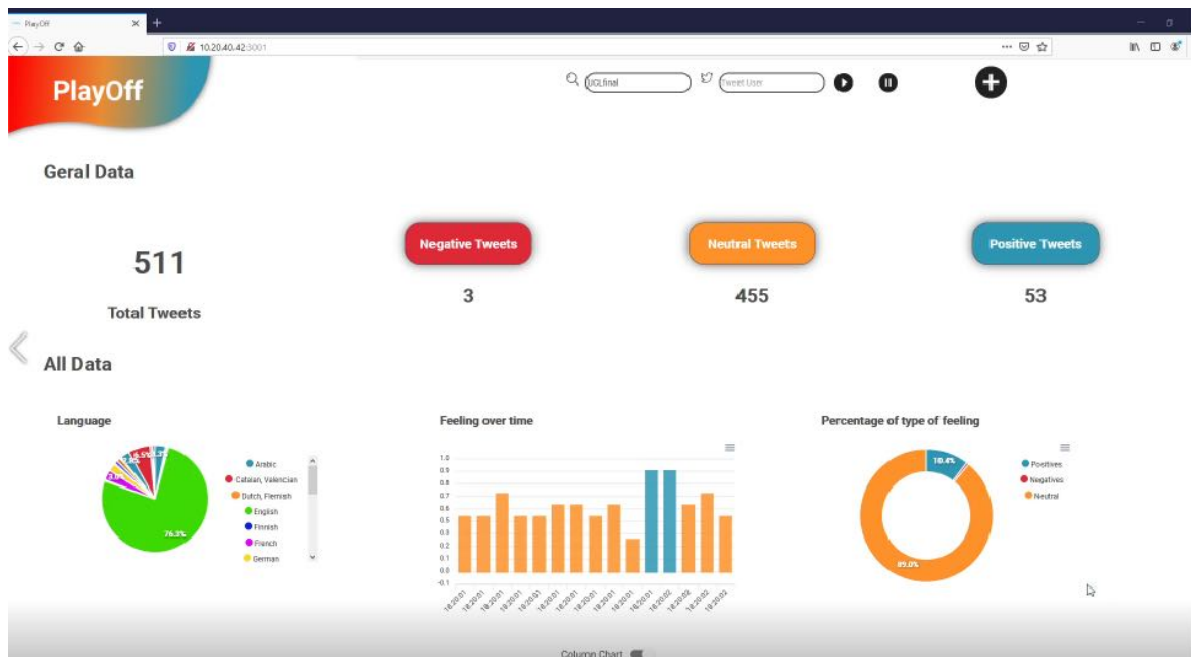 PlayOff
10.20.40.42:3001
PlayOff
UCLfinal
Tweet User
Geral Data
511
Total Tweets
Negative Tweets
3
Neutral Tweets
455
Positive Tweets
53
All Data
Language
76.3%
Arabic
Catalan, Valencian
Dutch, Flemish
English
Finnish
French
German
Feeling over time
1.0
0.9
0.8
0.7
0.6
0.5
0.3
0.2
0.1
0.0
-0.1
Percentage of type of feeling
10.4%
89.0%
Positives
Negatives
Neutral
Column Chart